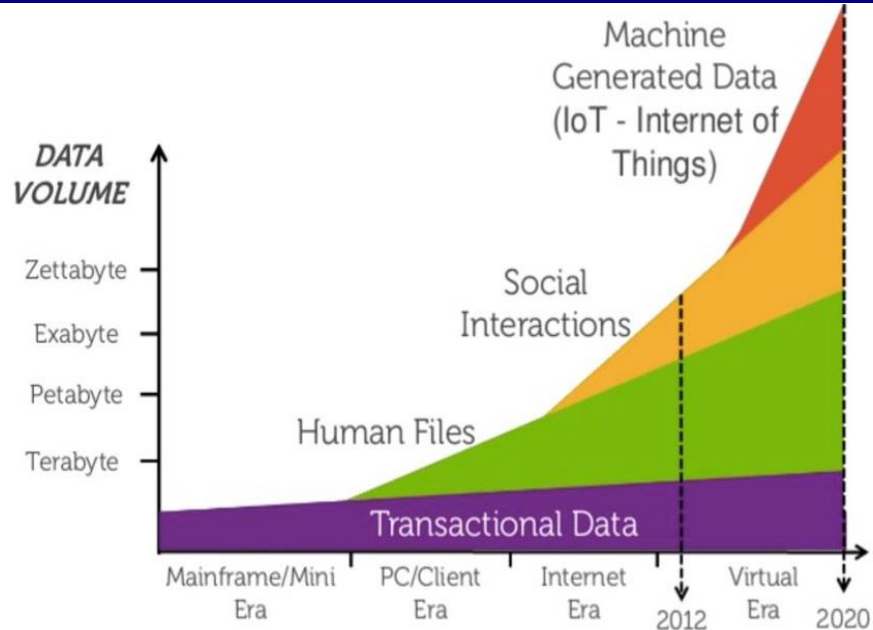 Machine
Generated Data
(IoT - Internet of
Things)
DATA
VOLUME
Zettabyte
Social
Interactions
Exabyte
Petabyte
Human Files
Terabyte
Transactional Data
Mainframe/Mini
Era
PC/Client
Era
Internet
Era
2012
Virtual
Era
2020